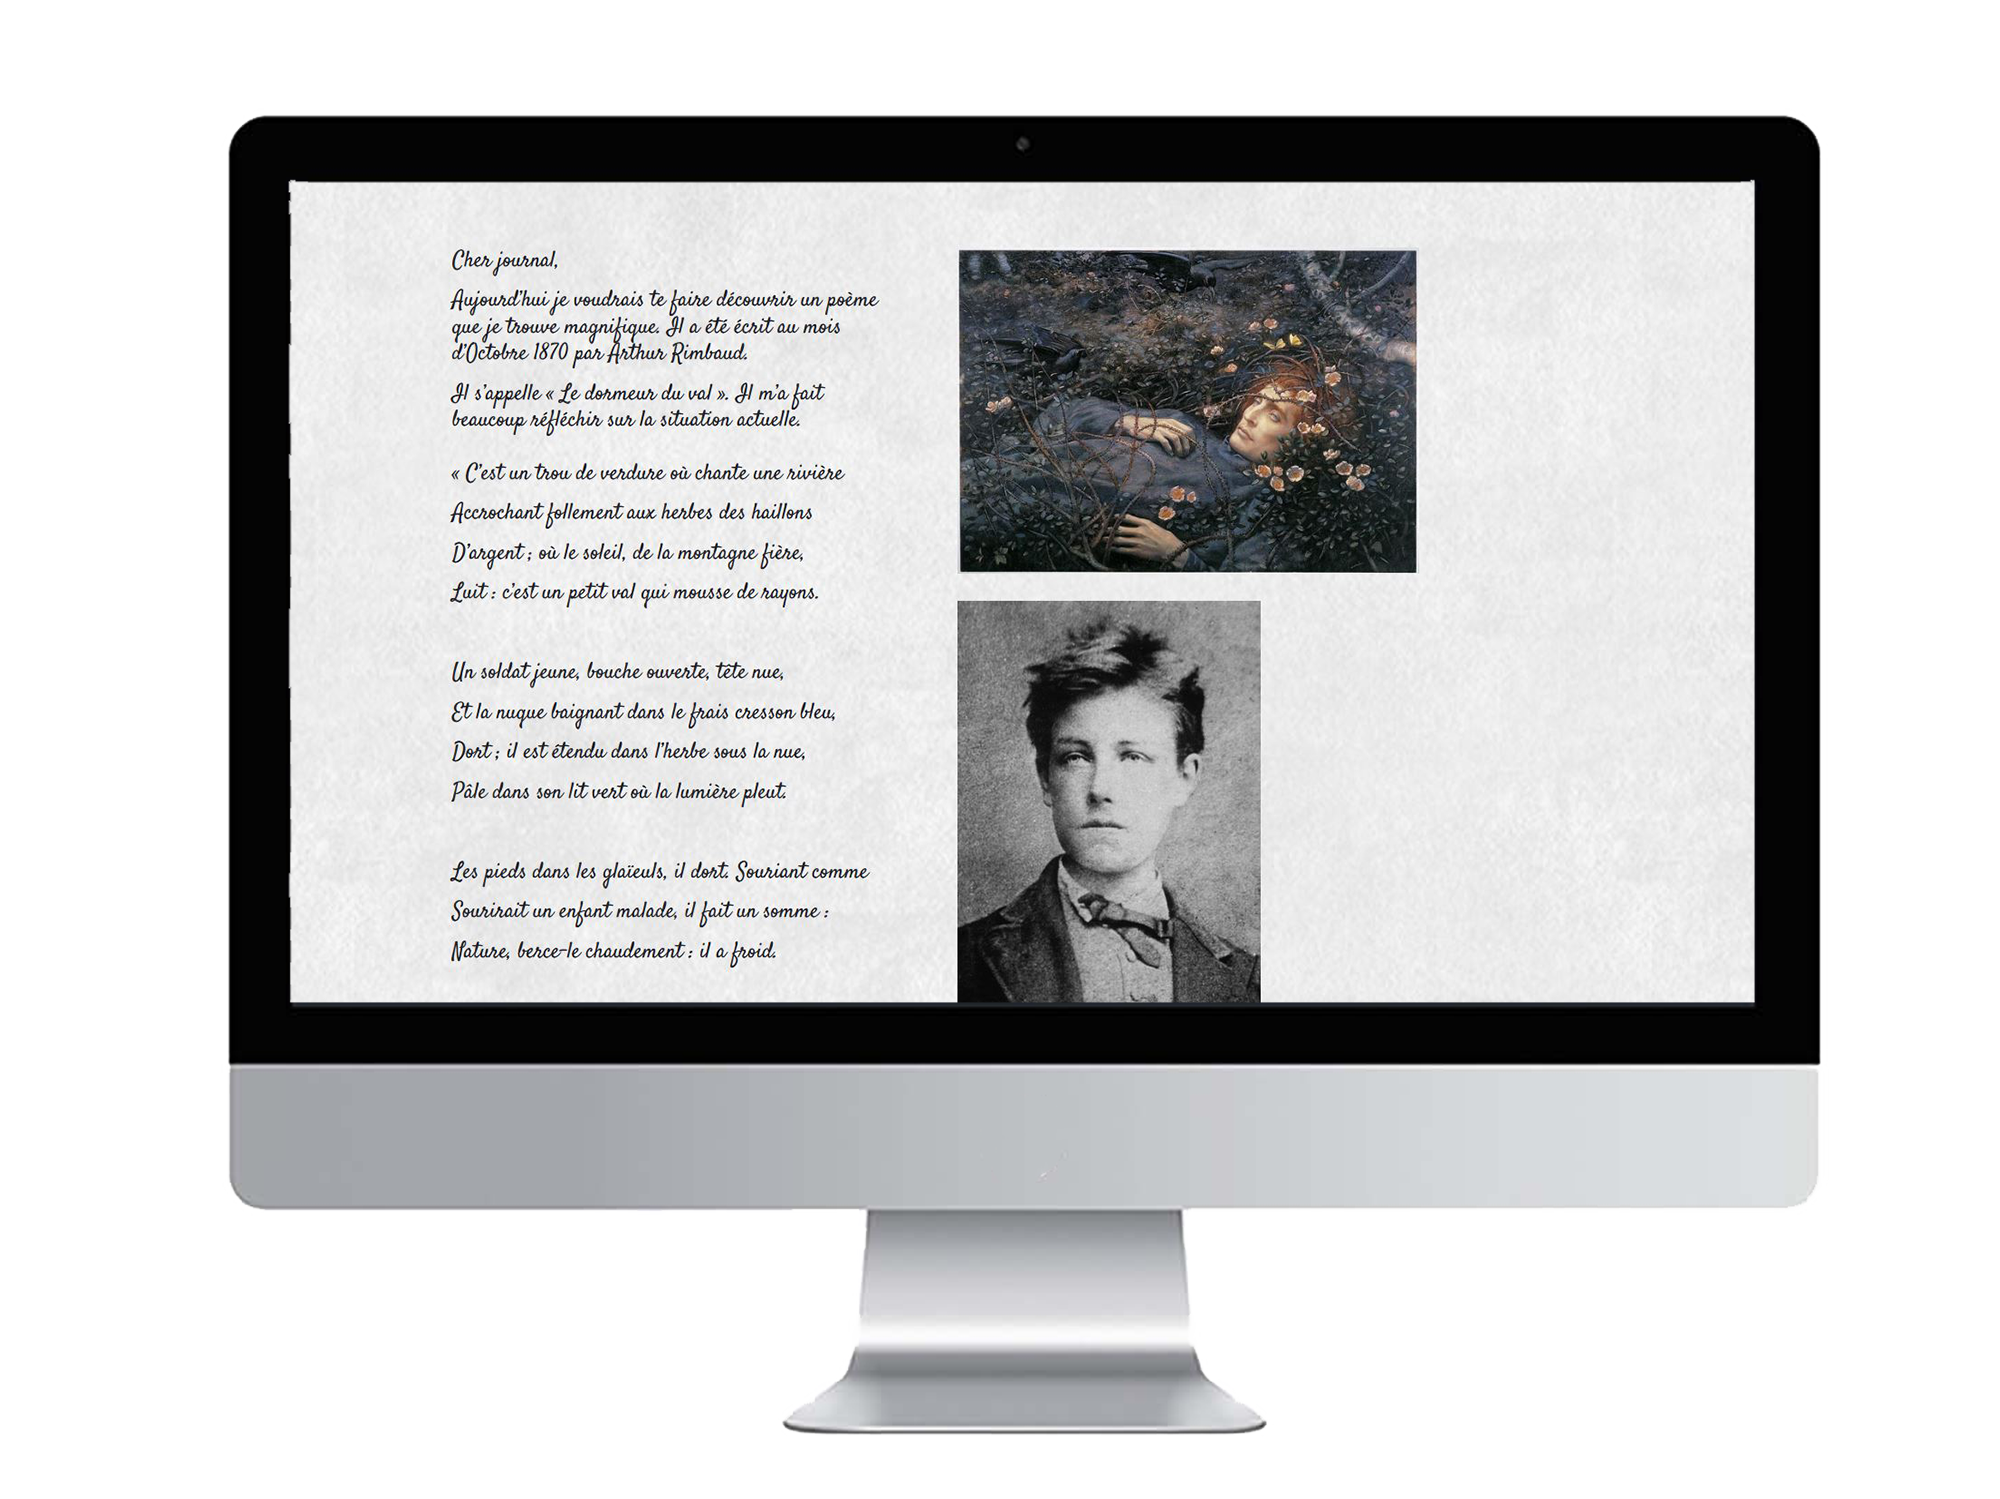 Cher journal,
Aujourd'hui je voudrais te faire découvrir un poème
que je trouve magnifique. Il a été écrit au mois
d'Octobre 1870 par Arthur Rimbaud.
Il s'appelle « Le dormeur du val ». Il m'a fait
beaucoup réfléchir sur la situation actuelle.
« C'est un trou de verdure où chante une rivière
Accrochant follement aux herbes des haillons
D'argent ; où le soleil, de la montagne fière,
Luit : c'est un petit val qui mousse de rayons.
Un soldat jeune, bouche ouverte, tête nue,
Et la nuque baignant dans le frais cresson bleu,
Dort ; il est étendu dans l'herbe sous la nue,
Pâle dans son lit vert où la lumière pleut.
Les pieds dans les glaïeuls, il dort. Souriant comme
Sourirait un enfant malade, il fait un somme :
Nature, berce-le chaudement : il a froid.